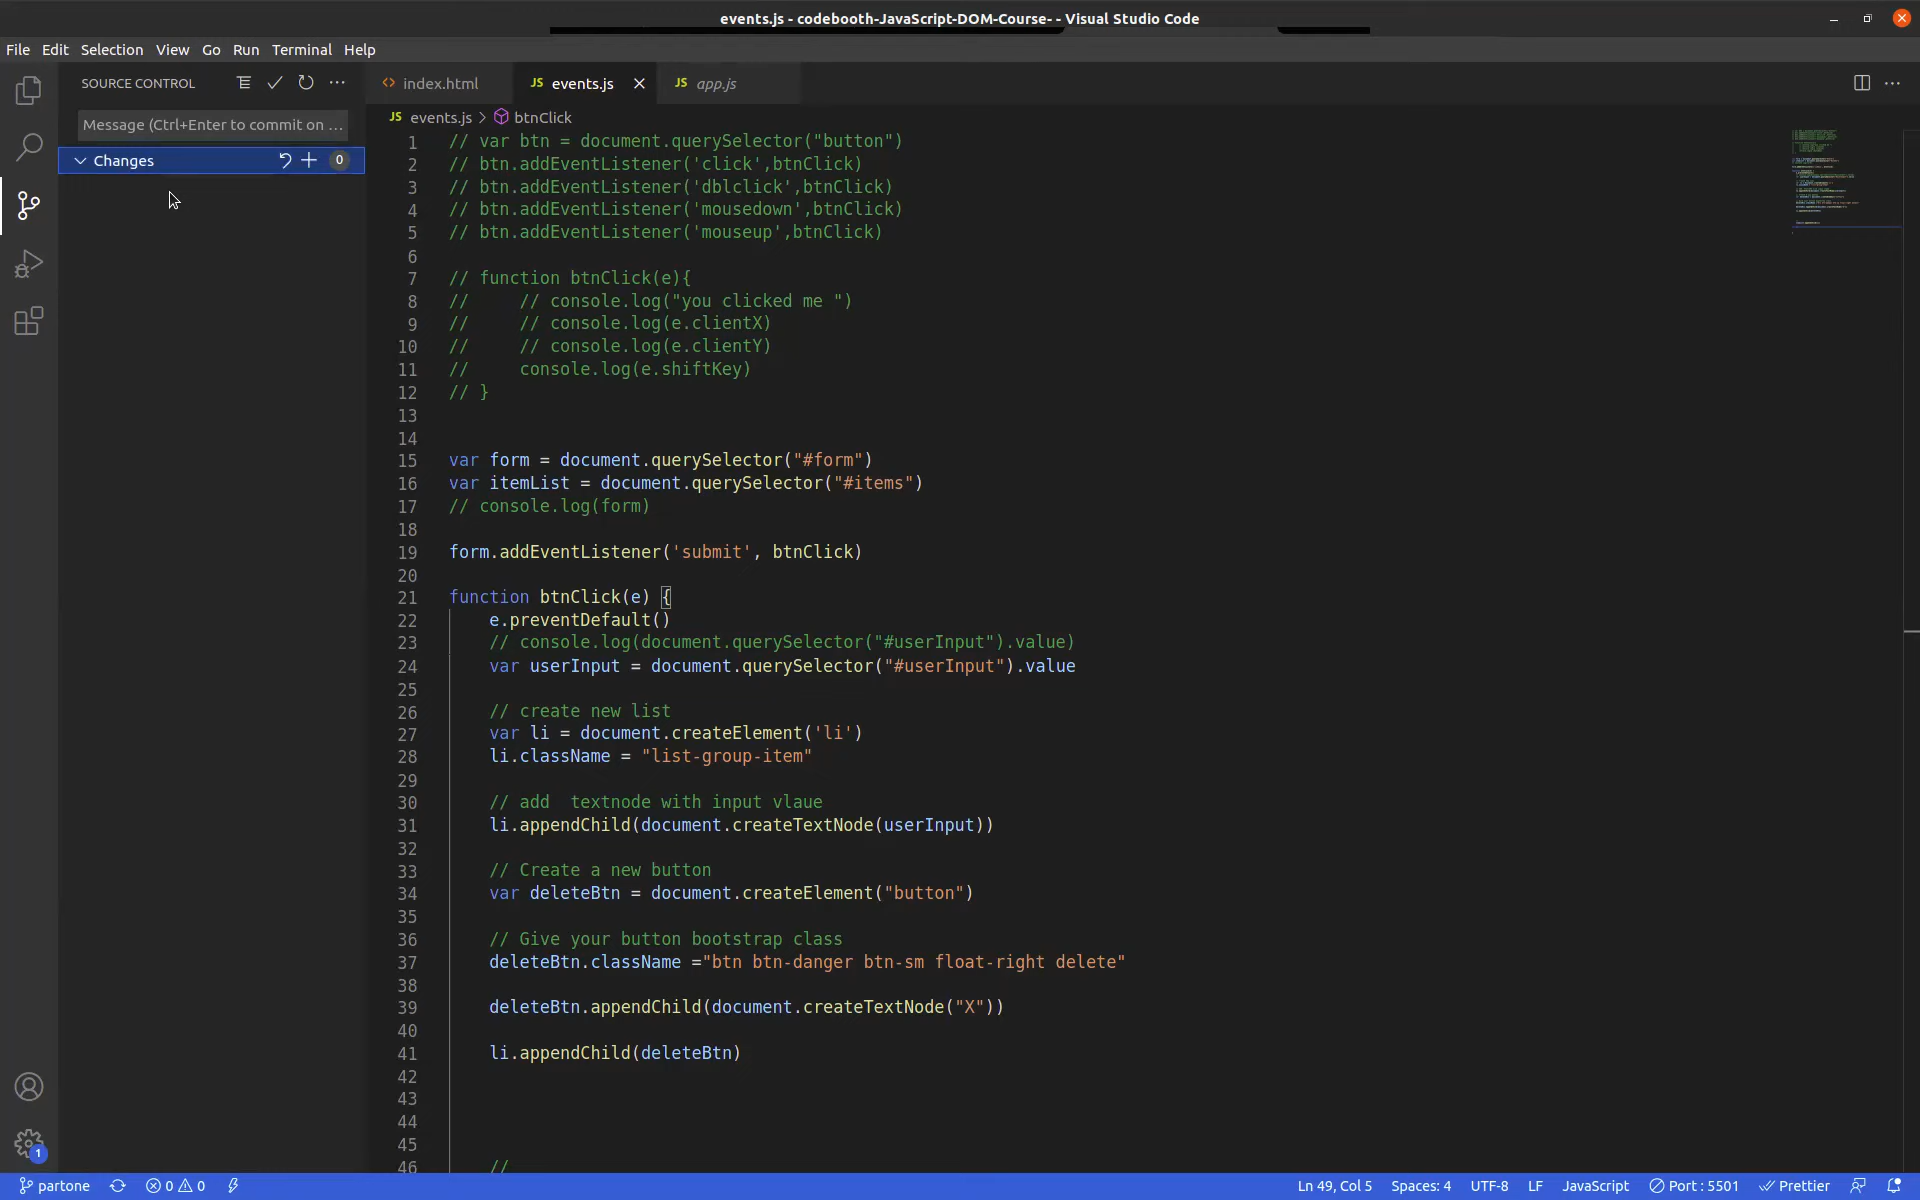 events.js - codebooth-JavaScript-DOM-Course- - Visual Studio Code
File Edit Selection View Go Run Terminal Help
SOURCE CONTROL
Message (Ctrl+Enter to commit on ...
Changes 0
index.html
JS events.js
JS app.js
JS events.js > btnClick
1 // var btn = document.querySelector("button")
2 // btn.addEventListener('click',btnClick)
3 // btn.addEventListener('dblclick',btnClick)
4 // btn.addEventListener('mousedown',btnClick)
5 // btn.addEventListener('mouseup',btnClick)
6
7 // function btnClick(e){
8 //     // console.log("you clicked me ")
9 //     // console.log(e.clientX)
10 //     // console.log(e.clientY)
11 //     console.log(e.shiftKey)
12 // }
13
14
15 var form = document.querySelector("#form")
16 var itemList = document.querySelector("#items")
17 // console.log(form)
18
19 form.addEventListener('submit', btnClick)
20
21 function btnClick(e) {
22     e.preventDefault()
23     // console.log(document.querySelector("#userInput").value)
24     var userInput = document.querySelector("#userInput").value
25
26     // create new list
27     var li = document.createElement('li')
28     li.className = "list-group-item"
29
30     // add  textnode with input vlaue
31     li.appendChild(document.createTextNode(userInput))
32
33     // Create a new button
34     var deleteBtn = document.createElement("button")
35
36     // Give your button bootstrap class
37     deleteBtn.className ="btn btn-danger btn-sm float-right delete"
38
39     deleteBtn.appendChild(document.createTextNode("X"))
40
41     li.appendChild(deleteBtn)
42
43
44
45
46     //
1
partone 0 0 Ln 49, Col 5 Spaces: 4 UTF-8 LF JavaScript Port : 5501 Prettier